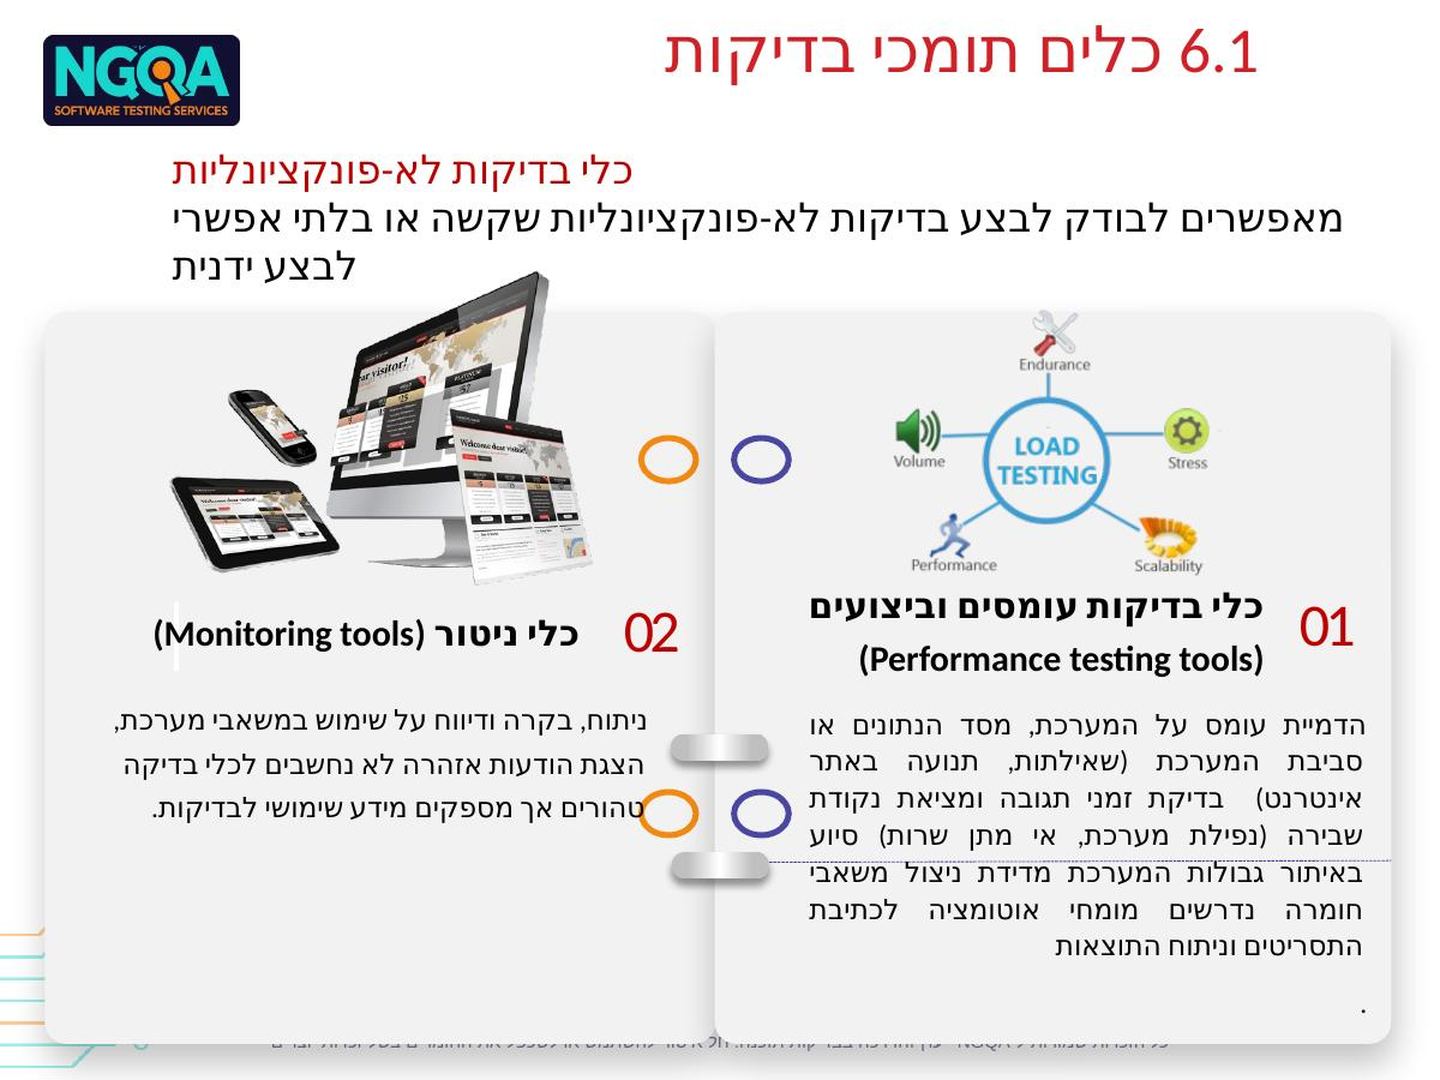 NGQA
SOFTWARE TESTING SERVICES
6.1 כלים תומכי בדיקות
כלי בדיקות לא-פונקציונליות
מאפשרים לבודק לבצע בדיקות לא-פונקציונליות שקשה או בלתי אפשרי
לבצע ידנית
Endurance
Volume
LOAD
TESTING
Stress
Performance
Scalability
01
כלי בדיקות עומסים וביצועים
(Performance testing tools)
הדמיית עומס על המערכת, מסד הנתונים או
סביבת המערכת (שאילתות, תנועה באתר
אינטרנט) בדיקת זמני תגובה ומציאת נקודת
שבירה (נפילת מערכת, אי מתן שרות) סיוע
באיתור גבולות המערכת מדידת ניצול משאבי
חומרה נדרשים מומחי אוטומציה לכתיבת
התסריטים וניתוח התוצאות
.
02
כלי ניטור (Monitoring tools)
ניתוח, בקרה ודיווח על שימוש במשאבי מערכת,
הצגת הודעות אזהרה לא נחשבים לכלי בדיקה
טהורים אך מספקים מידע שימושי לבדיקות.
ear visitor!
Welcome dear visitor!